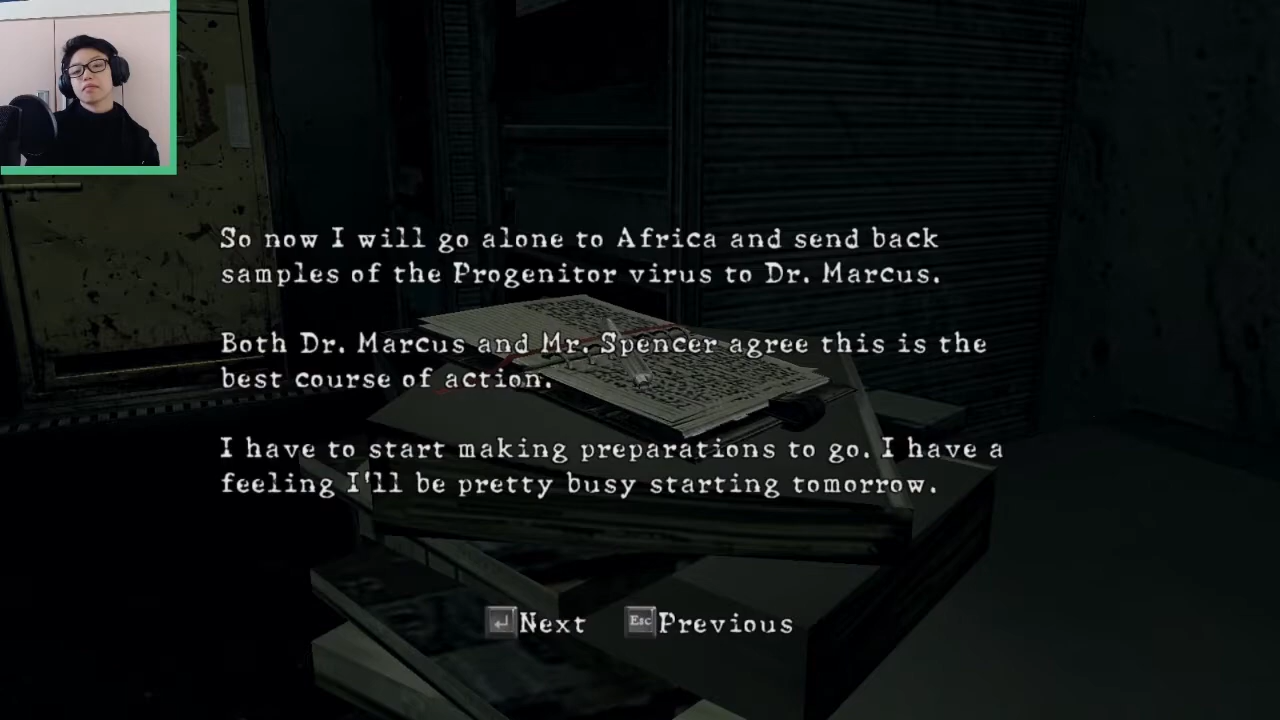 So now I will go alone to Africa and send back
samples of the Progenitor virus to Dr. Marcus.
Both Dr. Marcus and Mr. Spencer agree this is the
best course of action.
I have to start making preparations to go. I have a
feeling I'll be pretty busy starting tomorrow.
Next Esc Previous